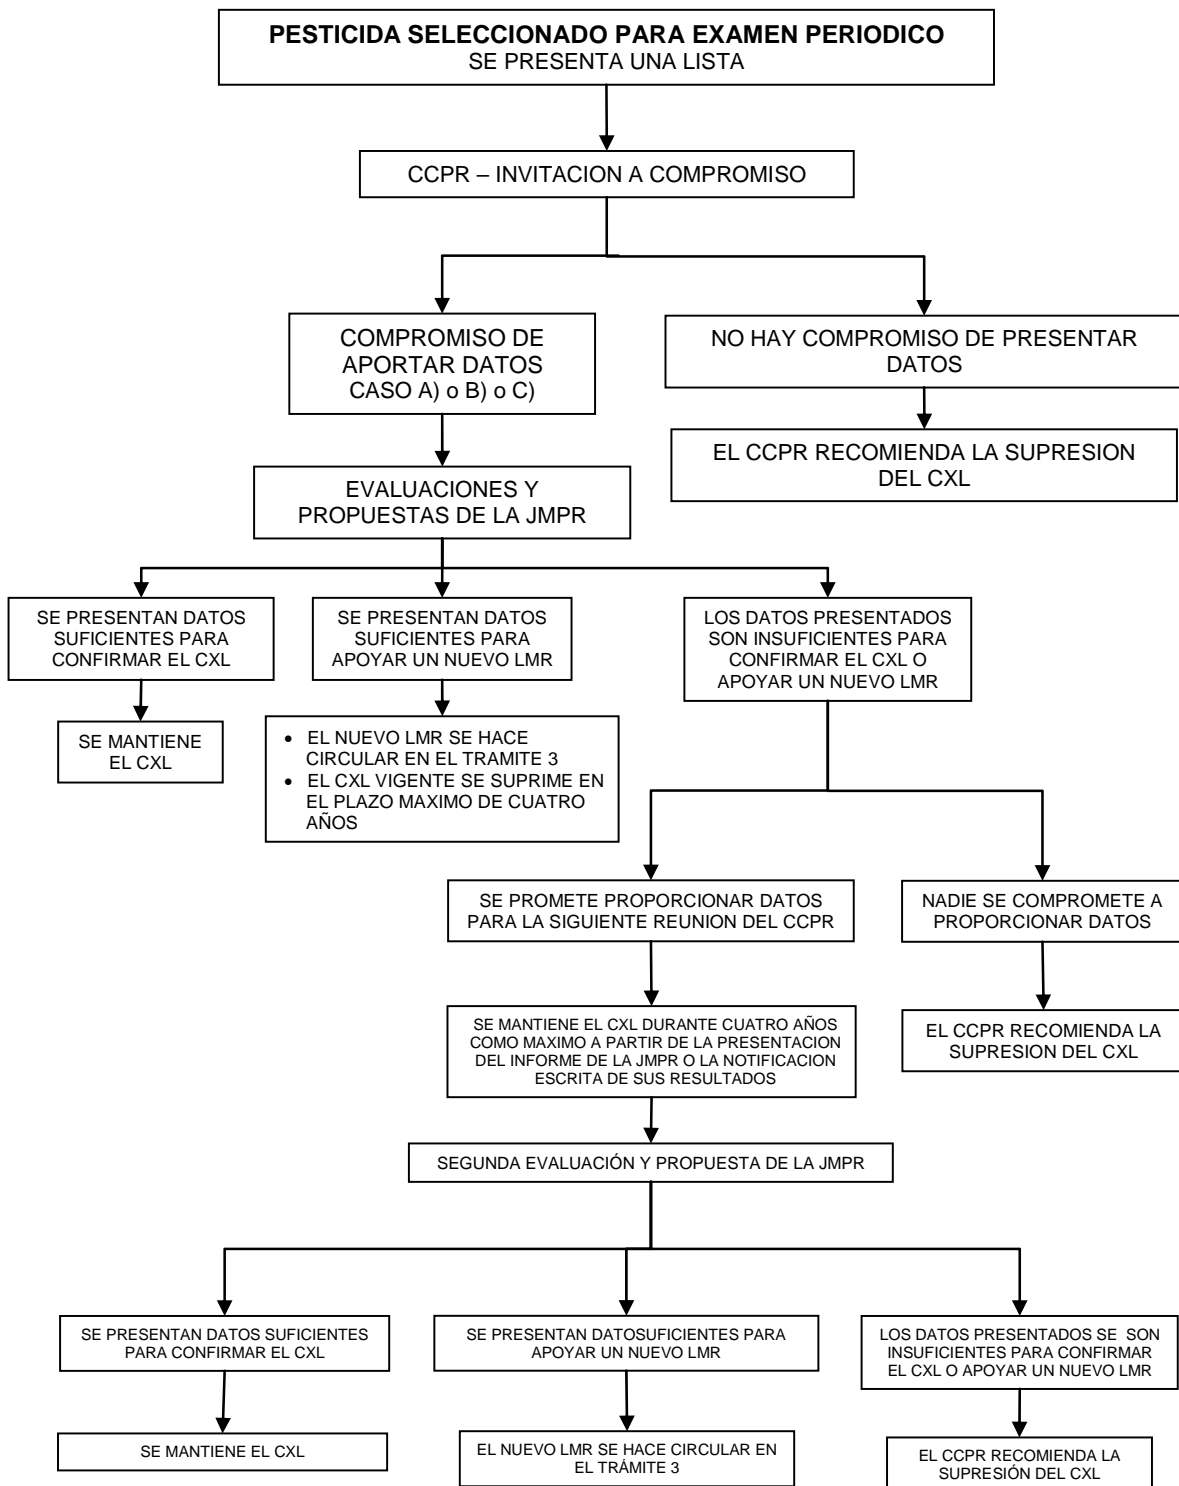 PESTICIDA SELECCIONADO PARA EXAMEN PERIODICO
SE PRESENTA UNA LISTA
CCPR – INVITACION A COMPROMISO
COMPROMISO DE
APORTAR DATOS
CASO A) o B) o C)
NO HAY COMPROMISO DE PRESENTAR
DATOS
EL CCPR RECOMIENDA LA SUPRESION
DEL CXL
EVALUACIONES Y
PROPUESTAS DE LA JMPR
SE PRESENTAN DATOS
SUFICIENTES PARA
CONFIRMAR EL CXL
SE PRESENTAN DATOS
SUFICIENTES PARA
APOYAR UN NUEVO LMR
LOS DATOS PRESENTADOS
SON INSUFICIENTES PARA
CONFIRMAR EL CXL O
APOYAR UN NUEVO LMR
SE MANTIENE
EL CXL
• EL NUEVO LMR SE HACE
CIRCULAR EN EL TRAMITE 3
• EL CXL VIGENTE SE SUPRIME EN
EL PLAZO MAXIMO DE CUATRO
AÑOS
SE PROMETE PROPORCIONAR DATOS
PARA LA SIGUIENTE REUNION DEL CCPR
NADIE SE COMPROMETE A
PROPORCIONAR DATOS
SE MANTIENE EL CXL DURANTE CUATRO AÑOS
COMO MAXIMO A PARTIR DE LA PRESENTACION
DEL INFORME DE LA JMPR O LA NOTIFICACION
ESCRITA DE SUS RESULTADOS
EL CCPR RECOMIENDA LA
SUPRESION DEL CXL
SEGUNDA EVALUACIÓN Y PROPUESTA DE LA JMPR
SE PRESENTAN DATOS SUFICIENTES
PARA CONFIRMAR EL CXL
SE PRESENTAN DATOSUFICIENTES PARA
APOYAR UN NUEVO LMR
LOS DATOS PRESENTADOS SE SON
INSUFICIENTES PARA CONFIRMAR
EL CXL O APOYAR UN NUEVO LMR
SE MANTIENE EL CXL
EL NUEVO LMR SE HACE CIRCULAR EN
EL TRÁMITE 3
EL CCPR RECOMIENDA LA
SUPRESIÓN DEL CXL